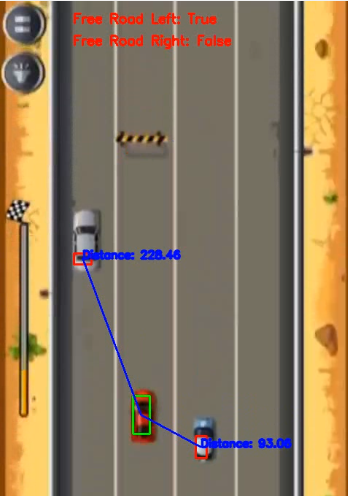 Free Road Left: True
Free Road Right: False
Distance: 228.46
Distance: 93.06